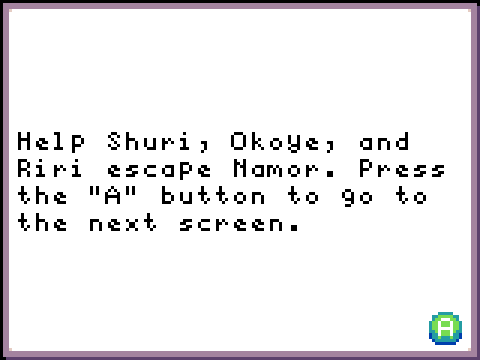 Help Shuri, Okoye, and
Riri escape Namor. Press
the "A" button to go to
the next screen.
A